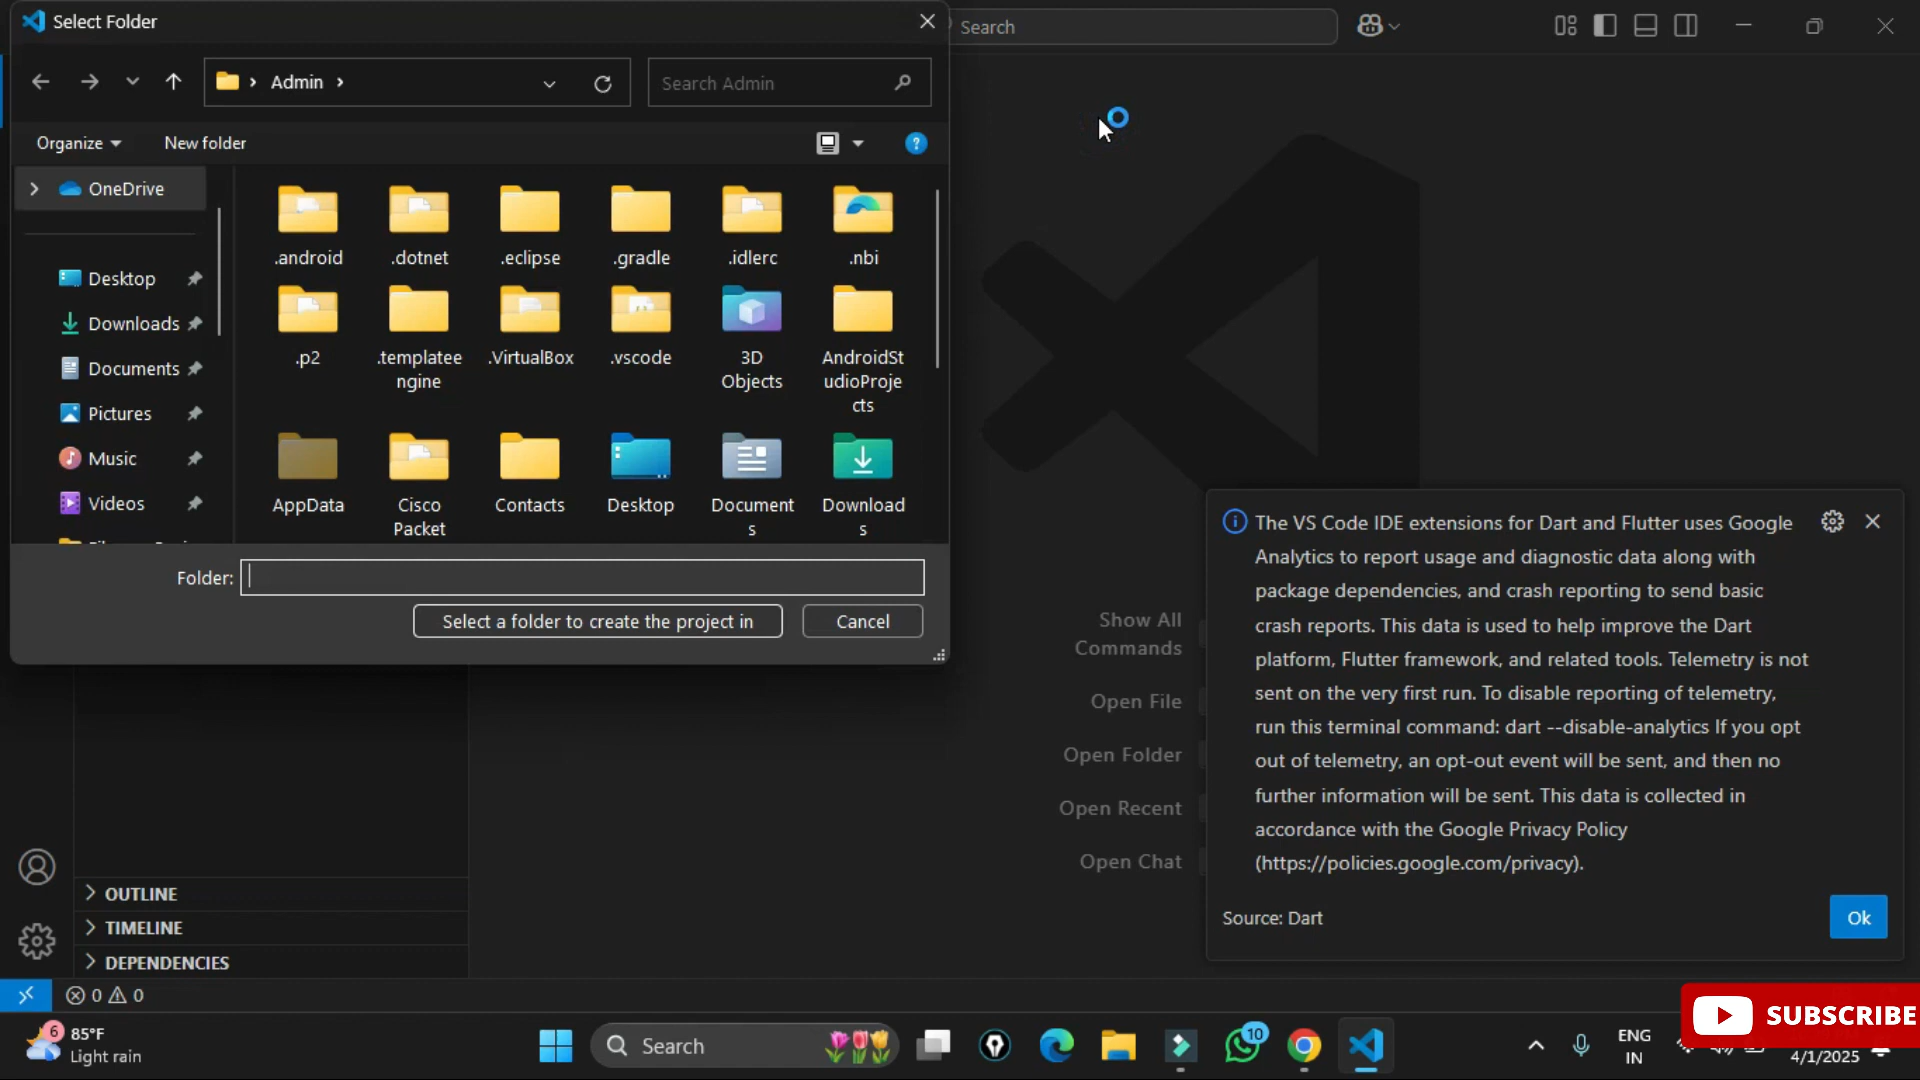 Select Folder
Search
Admin
Search Admin
Organize
New folder
OneDrive
Desktop
Downloads
Documents
Pictures
Music
Videos
.android
.dotnet
.eclipse
.gradle
.idlerc
.nbi
.p2
.templatee
ngine
.VirtualBox
.vscode
3D
Objects
AndroidSt
udioProje
cts
AppData
Cisco
Packet
Contacts
Desktop
Document
s
Download
s
Folder:
Select a folder to create the project in
Cancel
Show All
Commands
Open File
Open Folder
Open Recent
Open Chat
The VS Code IDE extensions for Dart and Flutter uses Google
Analytics to report usage and diagnostic data along with
package dependencies, and crash reporting to send basic
crash reports. This data is used to help improve the Dart
platform, Flutter framework, and related tools. Telemetry is not
sent on the very first run. To disable reporting of telemetry,
run this terminal command: dart --disable-analytics If you opt
out of telemetry, an opt-out event will be sent, and then no
further information will be sent. This data is collected in
accordance with the Google Privacy Policy
(https://policies.google.com/privacy).
Source: Dart
Ok
OUTLINE
TIMELINE
DEPENDENCIES
0 0
SUBSCRIBE
6
85°F
Light rain
Search
10
ENG
IN
4/1/2025